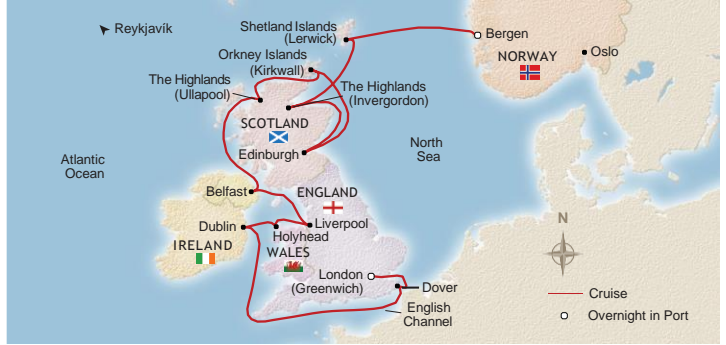 Reykjavík
Shetland Islands
(Lerwick)
Bergen
Orkney Islands
(Kirkwall)
NORWAY
Oslo
The Highlands
(Ullapool)
The Highlands
(Invergordon)
SCOTLAND
Edinburgh
North
Sea
Atlantic
Ocean
Belfast
ENGLAND
Dublin
Liverpool
Holyhead
IRELAND
WALES
N
London
(Greenwich)
Dover
English
Channel
Cruise
Overnight in Port